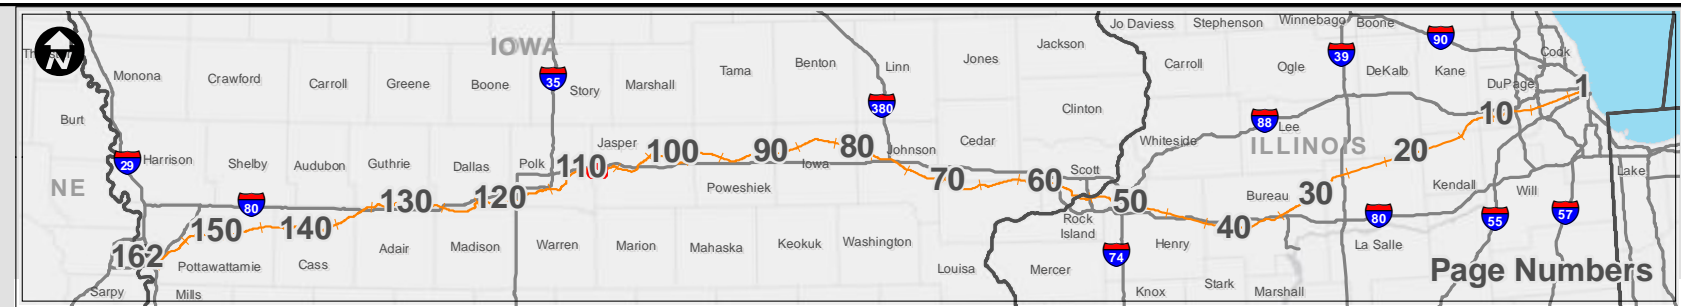 Jo Daviess Stephenson Winnebago Boone
IOWA
90
Jackson
Cook
N
39
Linn
Jones
Carroll
Ogle
DeKalb
Kane
Benton
Tama
35
Monona
Crawford
Carroll
Greene
Boone
Story
Marshall
DuPage
1
380
Clinton
10
Burt
88
Lee
Whiteside
ILLINOIS
Jasper
Cedar
29
Harrison
Shelby
Audubon
Guthrie
Dallas
Polk
110
100
90
Iowa
80
Johnson
20
Scott
Lake
NE
Poweshiek
70
60
Kendall
Will
80
130
120
50
Bureau
30
150
140
Rock
Island
40
80
55
57
162
Adair
Madison
Warren
Marion
Mahaska
Keokuk
Washington
Henry
La Salle
74
Pottawattamie
Cass
Louisa
Mercer
Page Numbers
Sarpy
Mills
Knox
Stark
Marshall